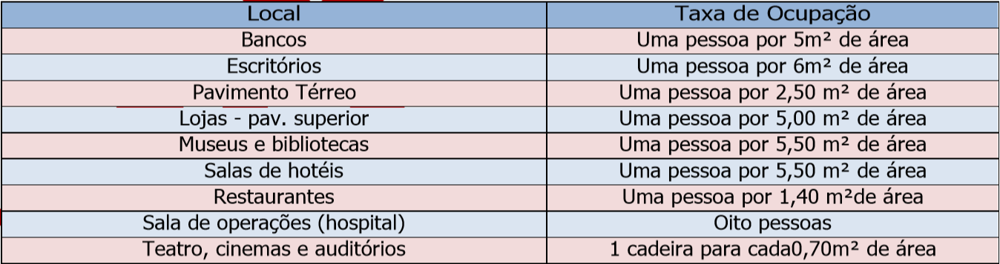 Local Taxa de Ocupação
Bancos Uma pessoa por 5m² de área
Escritórios Uma pessoa por 6m² de área
Pavimento Térreo Uma pessoa por 2,50 m² de área
Lojas - pav. superior Uma pessoa por 5,00 m² de área
Museus e bibliotecas Uma pessoa por 5,50 m² de área
Salas de hotéis Uma pessoa por 5,50 m² de área
Restaurantes Uma pessoa por 1,40 m²de área
Sala de operações (hospital) Oito pessoas
Teatro, cinemas e auditórios 1 cadeira para cada0,70m² de área